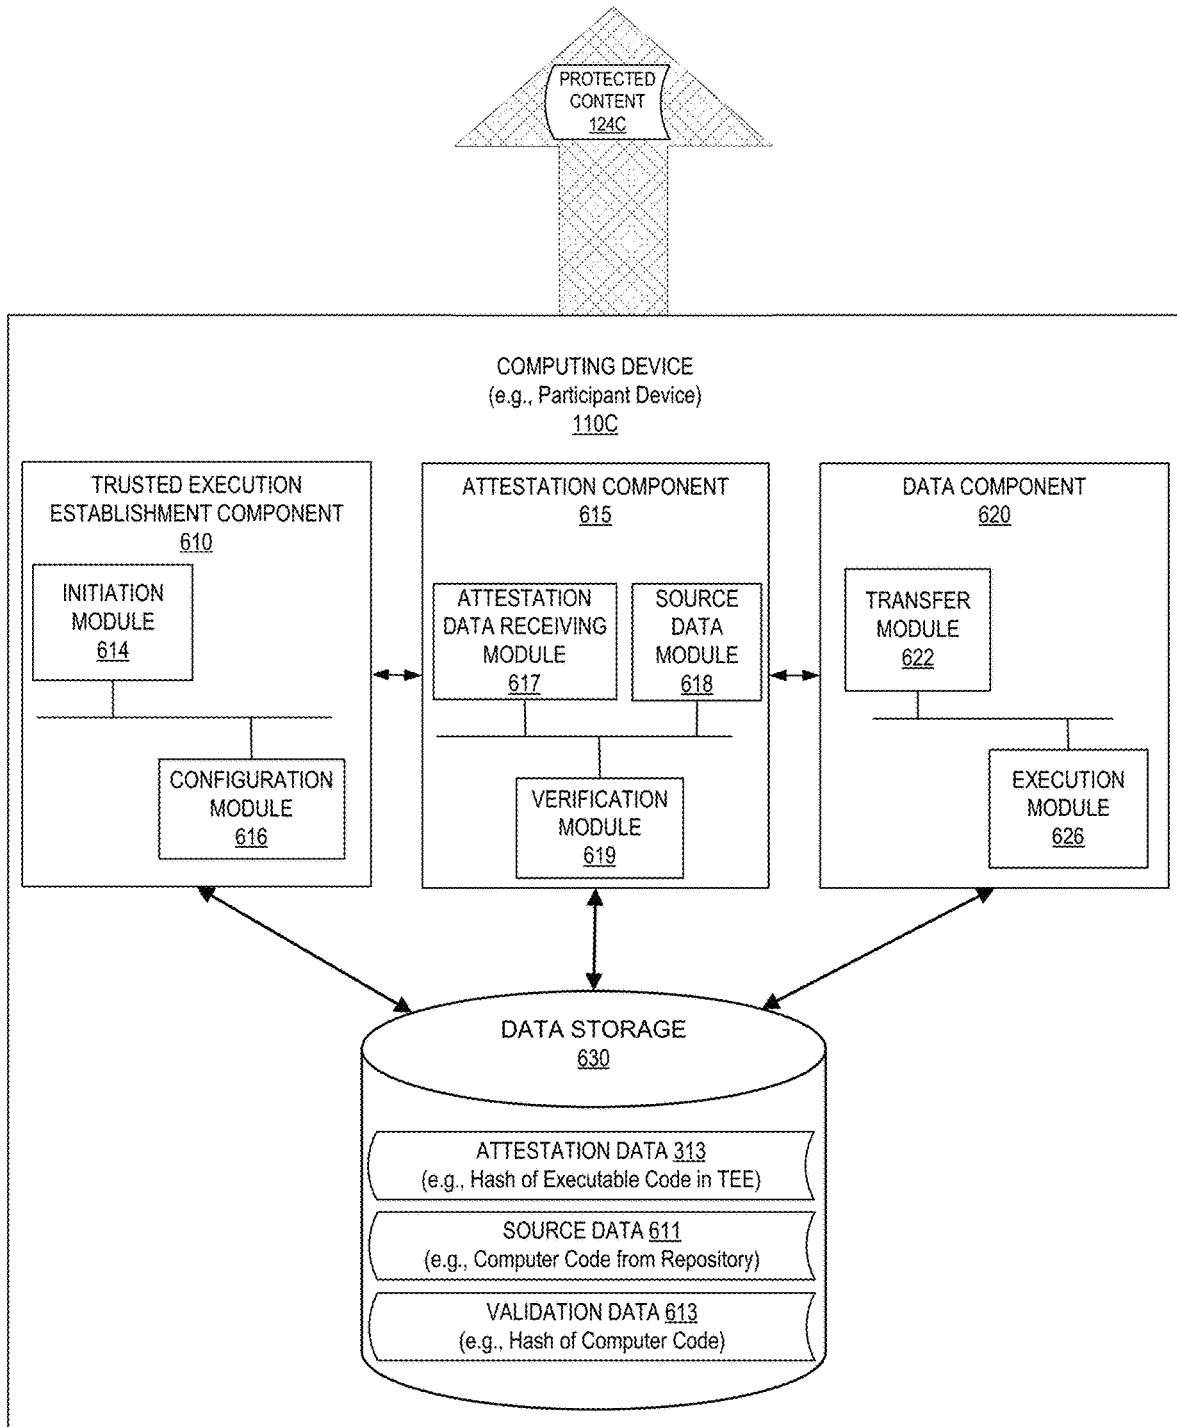 PROTECTED
CONTENT
124C
COMPUTING DEVICE
(e.g., Participant Device)
110C
TRUSTED EXECUTION
ESTABLISHMENT COMPONENT
610
INITIATION
MODULE
614
CONFIGURATION
MODULE
616
ATTESTATION COMPONENT
615
ATTESTATION
DATA RECEIVING
MODULE
617
SOURCE
DATA
MODULE
618
VERIFICATION
MODULE
619
DATA COMPONENT
620
TRANSFER
MODULE
622
EXECUTION
MODULE
626
DATA STORAGE
630
ATTESTATION DATA 313
(e.g., Hash of Executable Code in TEE)
SOURCE DATA 611
(e.g., Computer Code from Repository)
VALIDATION DATA 613
(e.g., Hash of Computer Code)